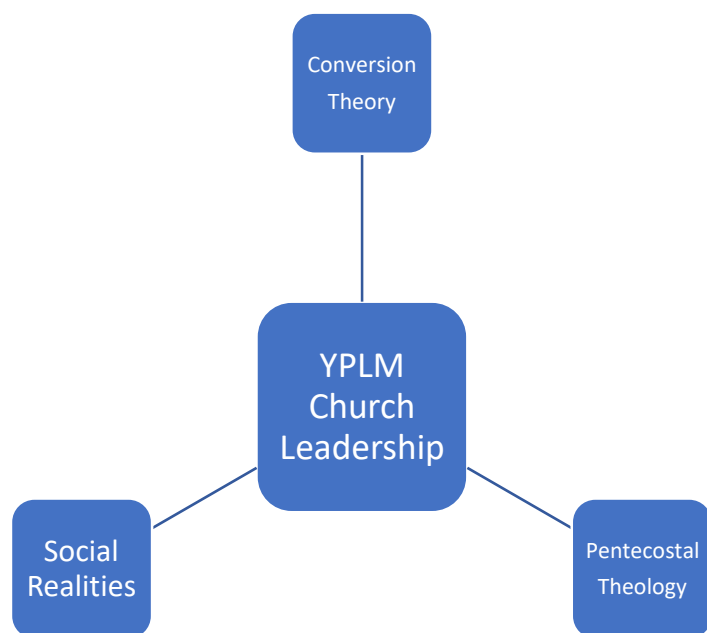 Conversion
Theory
YPLM
Church
Leadership
Social
Realities
Pentecostal
Theology